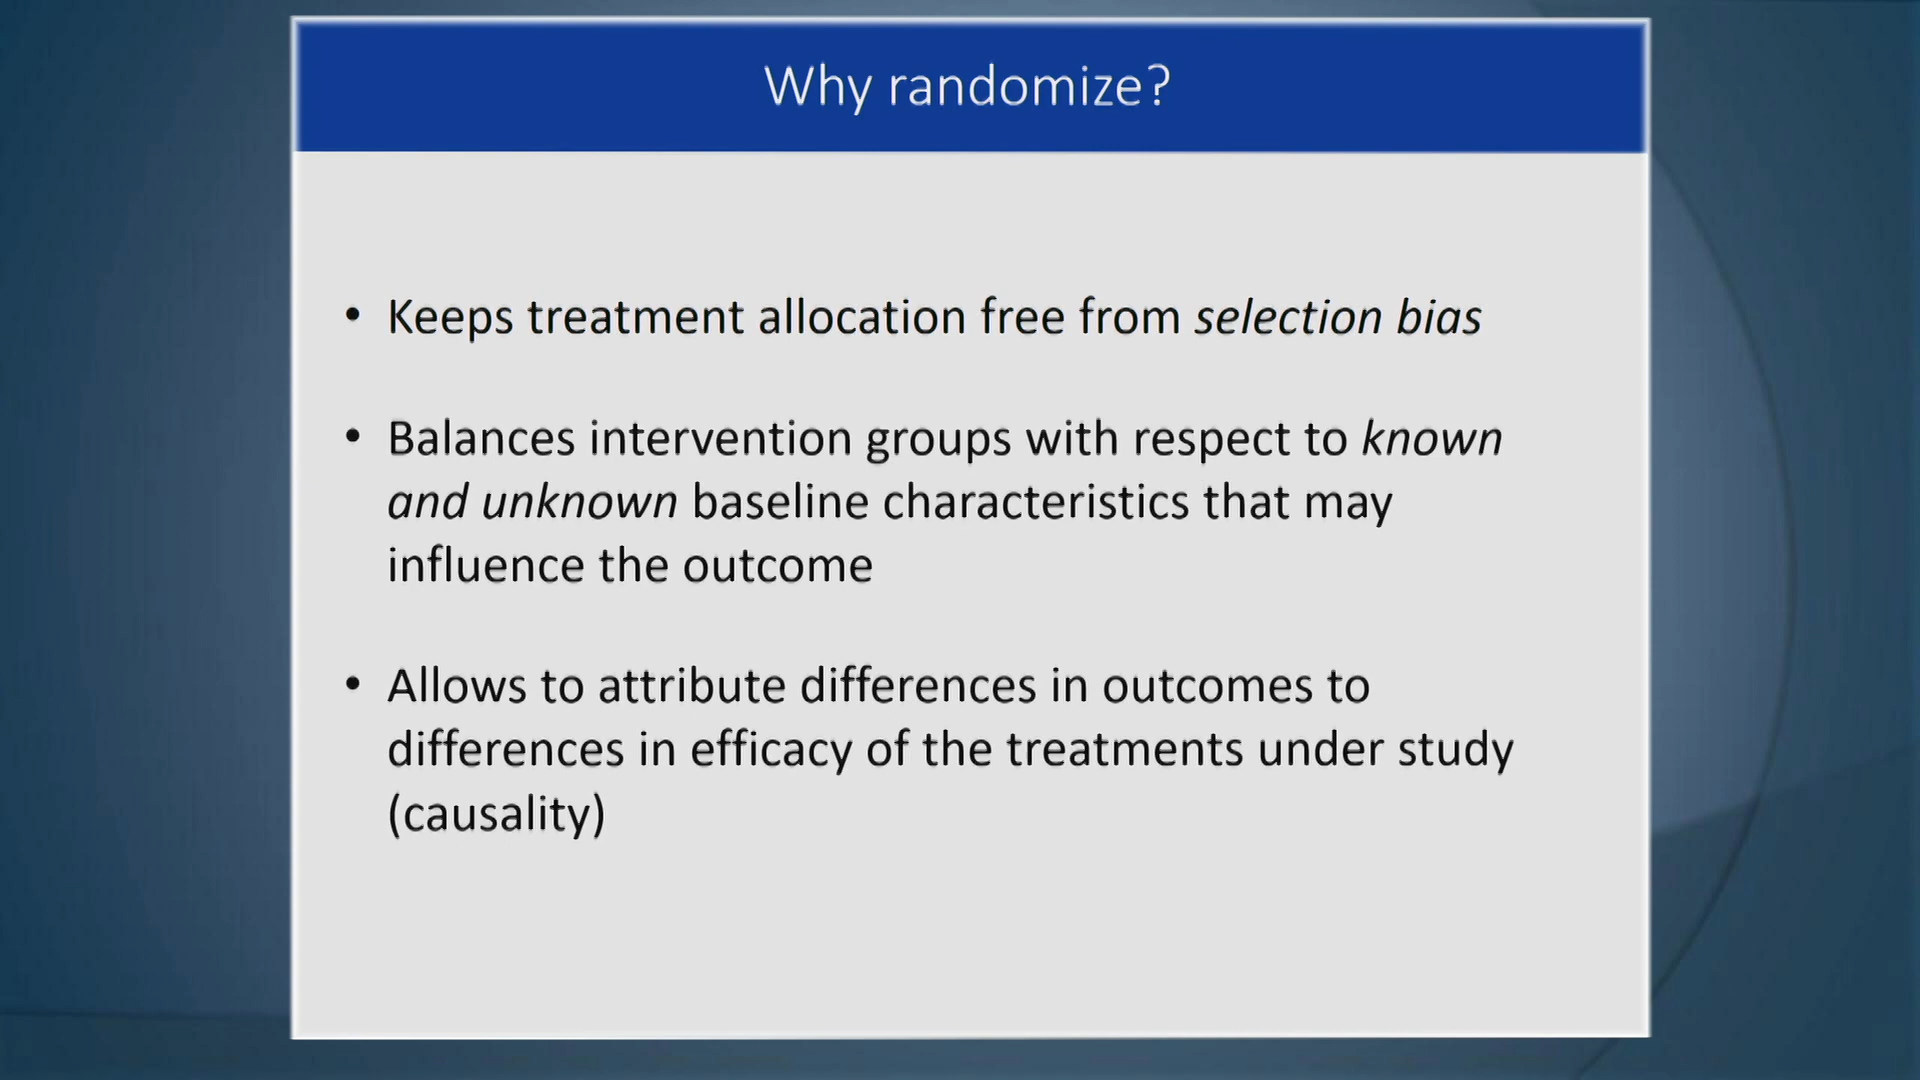 Why randomize?
• Keeps treatment allocation free from selection bias
• Balances intervention groups with respect to known
and unknown baseline characteristics that may
influence the outcome
• Allows to attribute differences in outcomes to
differences in efficacy of the treatments under study
(causality)